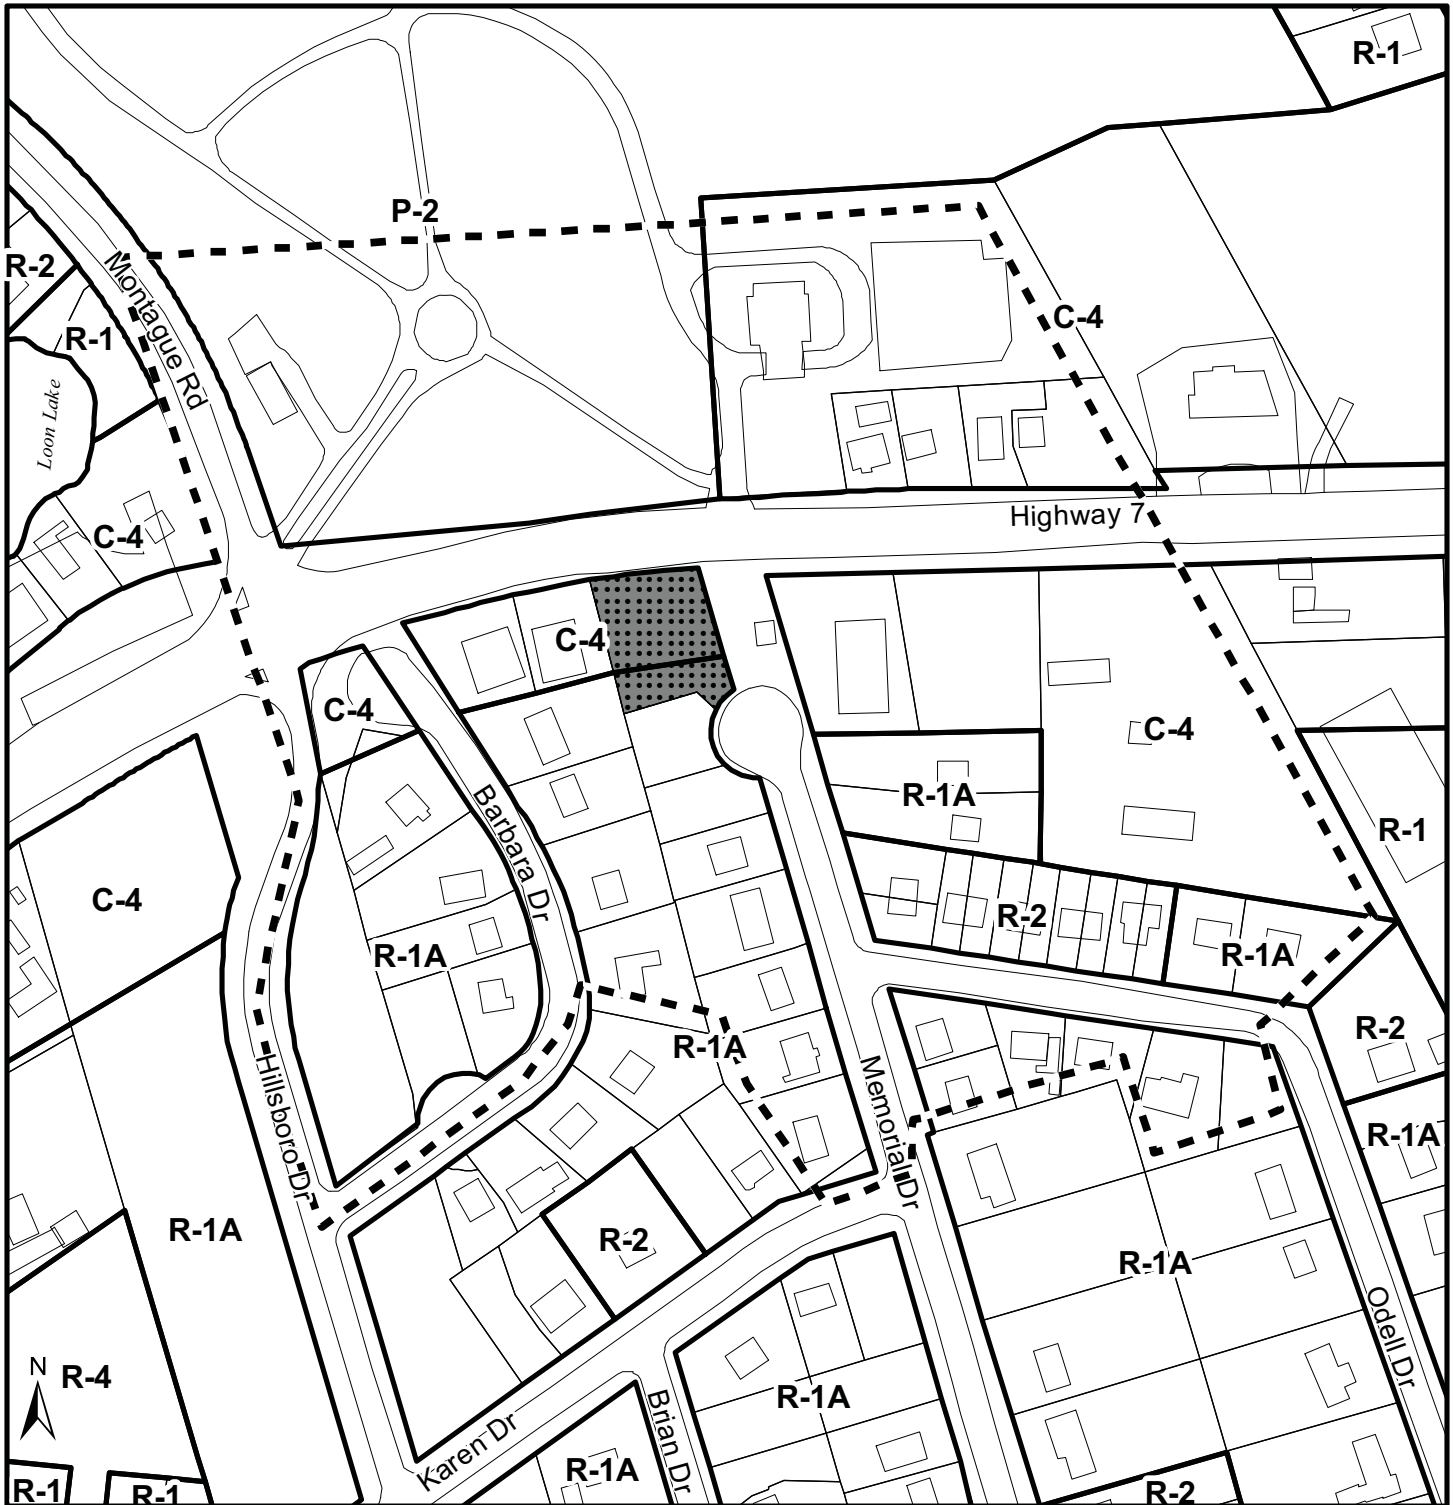 R-1
P-2
R-2
Montague Rd
C-4
R-1
Loon Lake
Highway 7
C-4
C-4
C-4
C-4
R-1A
Barbara Dr
R-1
C-4
R-2
R-1A
R-1A
R-2
R-1A
Hillsboro Dr
Memorial Dr
R-1A
R-1A
R-2
R-1A
Odell Dr
N
R-4
R-1A
Karen Dr
Brian Dr
R-1A
R-1
R-1
R-2